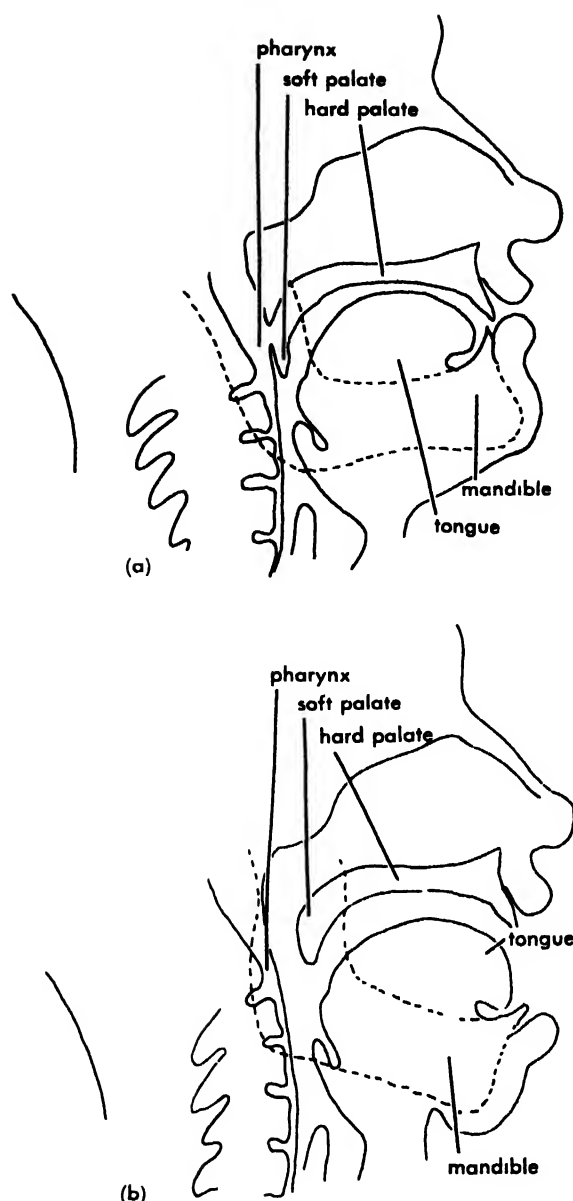 pharynx
soft palate
hard palate
mandible
tongue
(a)
pharynx
soft palate
hard palate
tongue
mandible
(b)